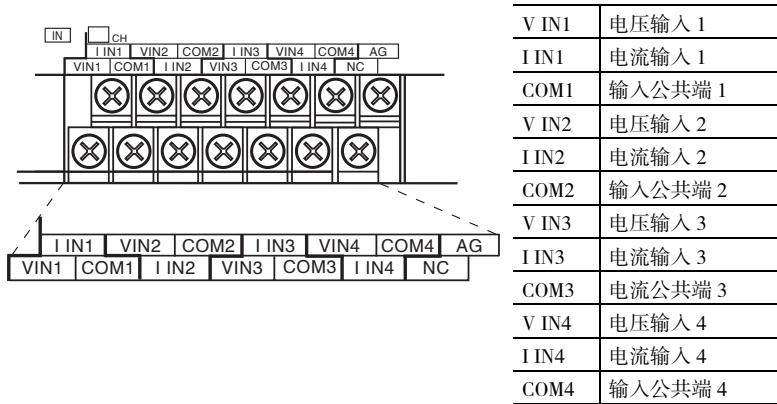 IN
CH
I IN1 VIN2 COM2 I IN3 VIN4 COM4 AG
VIN1 COM1 I IN2 VIN3 COM3 I IN4 NC
I IN1 VIN2 COM2 I IN3 VIN4 COM4 AG
VIN1 COM1 I IN2 VIN3 COM3 I IN4 NC
V IN1 电压输入 1
I IN1 电流输入 1
COM1 输入公共端 1
V IN2 电压输入 2
I IN2 电流输入 2
COM2 输入公共端 2
V IN3 电压输入 3
I IN3 电流输入 3
COM3 电流公共端 3
V IN4 电压输入 4
I IN4 电流输入 4
COM4 输入公共端 4